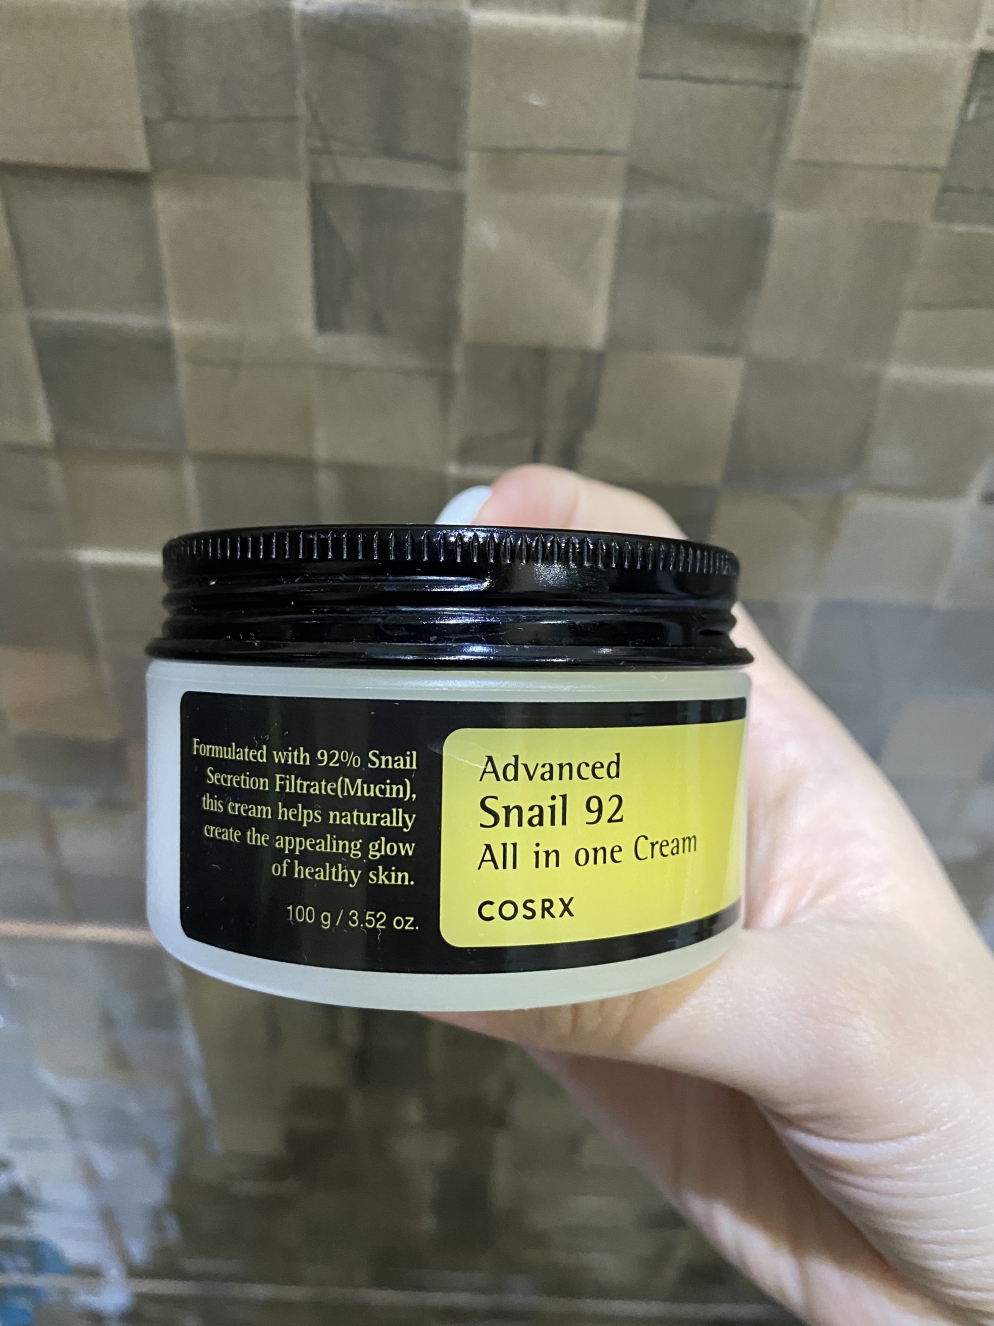 Formulated with 92% Snail
Secretion Filtrate(Mucin),
this cream helps naturally
create the appealing glow
of healthy skin.
100 g / 3.52 oz.
Advanced
Snail 92
All in one Cream
COSRX